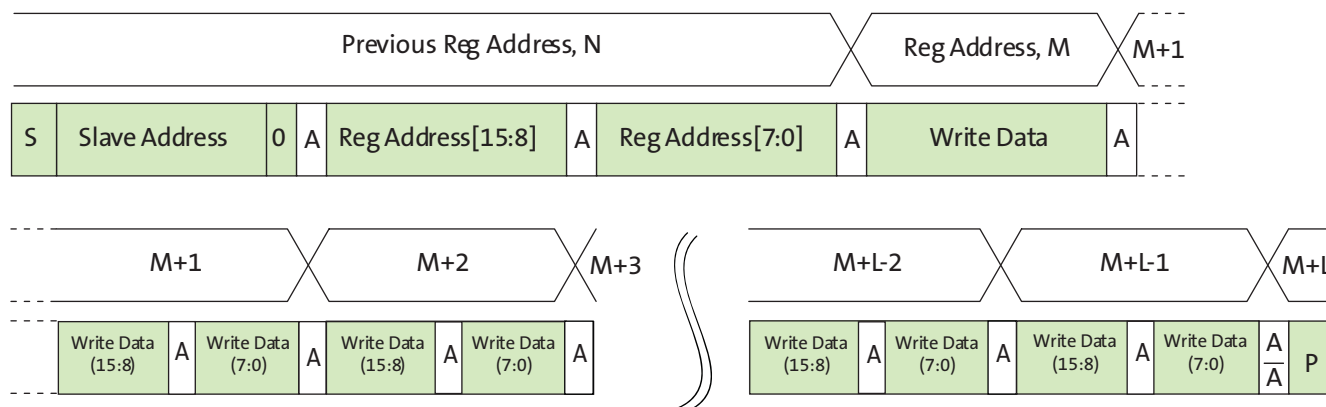 Previous Reg Address, N Reg Address, M M+1
S Slave Address 0 A Reg Address[15:8] A Reg Address[7:0] A Write Data A
M+1 M+2 M+3 M+L-2 M+L-1 M+L
Write Data (15:8) A Write Data (7:0) A Write Data (15:8) A Write Data (7:0) A Write Data (15:8) A Write Data (7:0) A Write Data (15:8) A Write Data (7:0) A/A̅ P